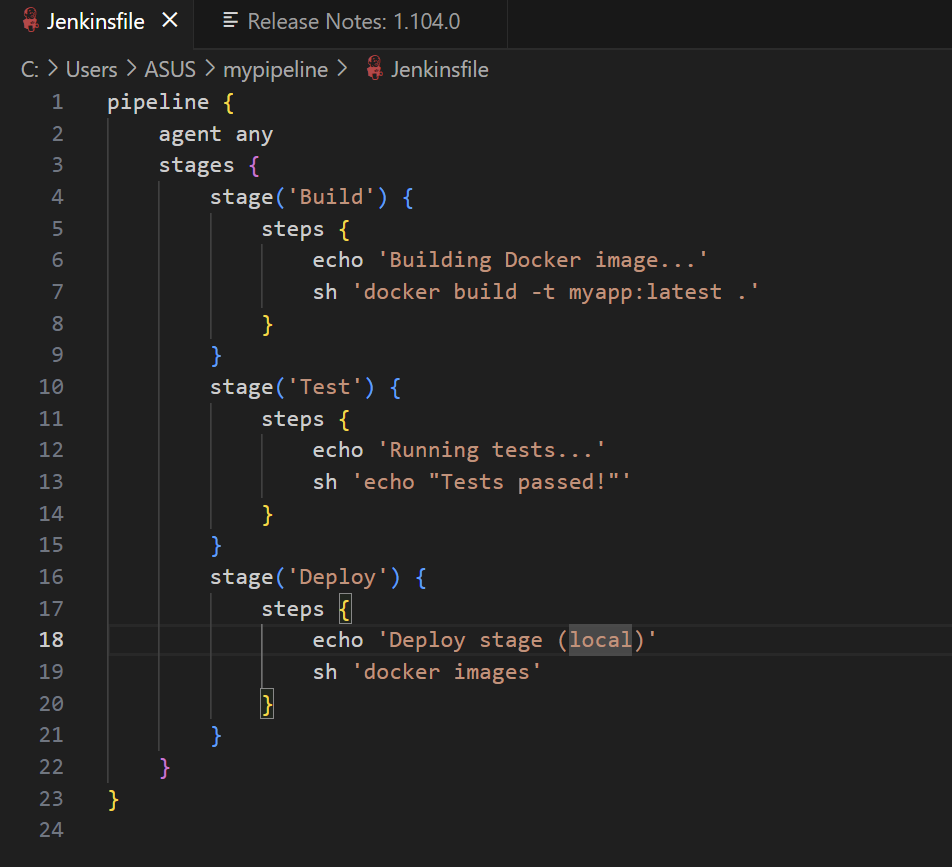 Jenkinsfile × Release Notes: 1.104.0
C: > Users > ASUS > mypipeline > Jenkinsfile
1 pipeline {
2     agent any
3     stages {
4         stage('Build') {
5             steps {
6                 echo 'Building Docker image...'
7                 sh 'docker build -t myapp:latest .'
8             }
9         }
10         stage('Test') {
11             steps {
12                 echo 'Running tests...'
13                 sh 'echo "Tests passed!"'
14             }
15         }
16         stage('Deploy') {
17             steps {
18                 echo 'Deploy stage (local)'
19                 sh 'docker images'
20             }
21         }
22     }
23 }
24